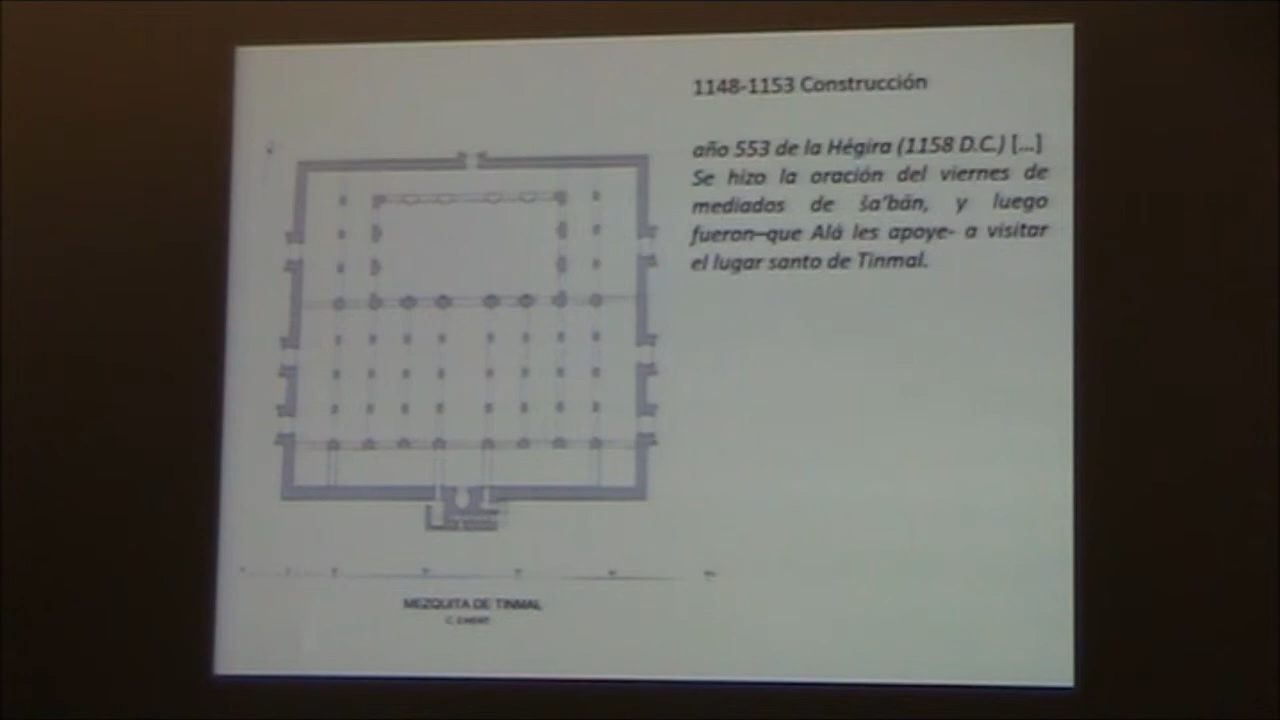 1148-1153 Construcción
año 553 de la Hégira (1158 D.C.) [...]
Se hizo la oración del viernes de
mediados de ša'bān, y luego
fueron–que Alá les apoye- a visitar
el lugar santo de Tinmal.
MEZQUITA DE TINMAL
C. EWERT